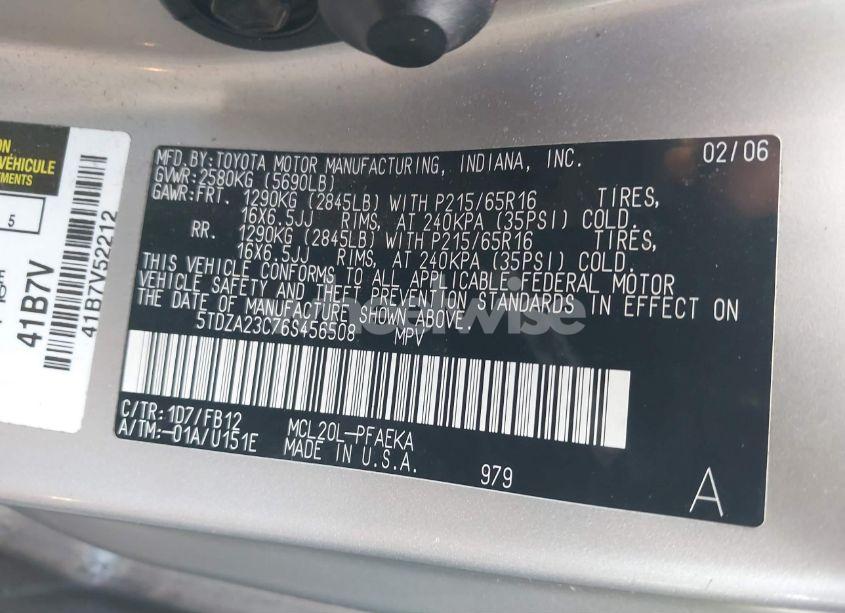 ON
VÉHICULE
EMENTS
5
41B7V
41B7V52212
MFD.BY:TOYOTA MOTOR MANUFACTURING, INDIANA, INC. 02/06
GVWR:2580KG (5690LB)
GAWR:FRT. 1290KG (2845LB) WITH P215/65R16 TIRES,
16X6.5JJ RIMS, AT 240KPA (35PSI) COLD.
RR. 1290KG (2845LB) WITH P215/65R16 TIRES,
16X6.5JJ RIMS, AT 240KPA (35PSI) COLD.
THIS VEHICLE CONFORMS TO ALL APPLICABLE FEDERAL MOTOR
VEHICLE SAFETY AND THEFT PREVENTION STANDARDS IN EFFECT ON
THE DATE OF MANUFACTURE SHOWN ABOVE.
5TDZA23C76S456508 MPV
C/TR: 1D7/FB12 MCL20L-PFAEKA
A/TM:-01A/U151E MADE IN U.S.A.
979
A